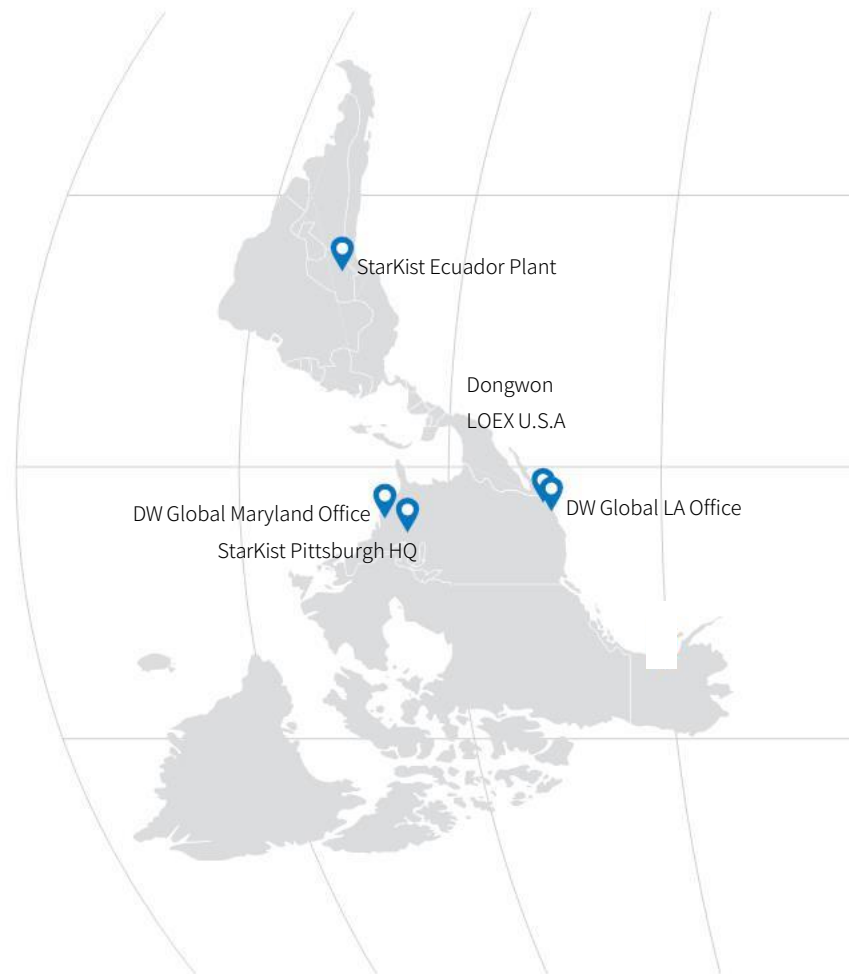 StarKist Ecuador Plant
Dongwon
LOEX U.S.A
DW Global Maryland Office
DW Global LA Office
StarKist Pittsburgh HQ